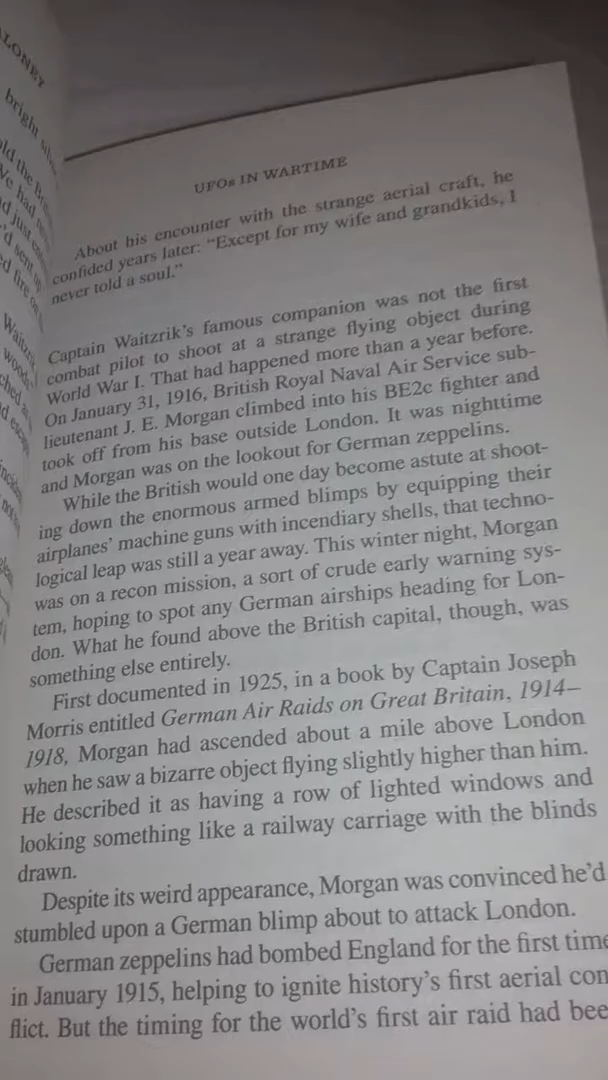 LONEY
bright
UFOs IN WARTIME
About his encounter with the strange aerial craft, he
confided years later: “Except for my wife and grandkids, I
never told a soul.”
Captain Waitzrik’s famous companion was not the first
combat pilot to shoot at a strange flying object during
World War I. That had happened more than a year before.
On January 31, 1916, British Royal Naval Air Service sub-
lieutenant J. E. Morgan climbed into his BE2c fighter and
took off from his base outside London. It was nighttime
and Morgan was on the lookout for German zeppelins.
While the British would one day become astute at shoot-
ing down the enormous armed blimps by equipping their
airplanes’ machine guns with incendiary shells, that techno-
logical leap was still a year away. This winter night, Morgan
was on a recon mission, a sort of crude early warning sys-
tem, hoping to spot any German airships heading for Lon-
don. What he found above the British capital, though, was
something else entirely.
First documented in 1925, in a book by Captain Joseph
Morris entitled German Air Raids on Great Britain, 1914–
1918, Morgan had ascended about a mile above London
when he saw a bizarre object flying slightly higher than him.
He described it as having a row of lighted windows and
looking something like a railway carriage with the blinds
drawn.
Despite its weird appearance, Morgan was convinced he’d
stumbled upon a German blimp about to attack London.
German zeppelins had bombed England for the first time
in January 1915, helping to ignite history’s first aerial con
flict. But the timing for the world’s first air raid had bee